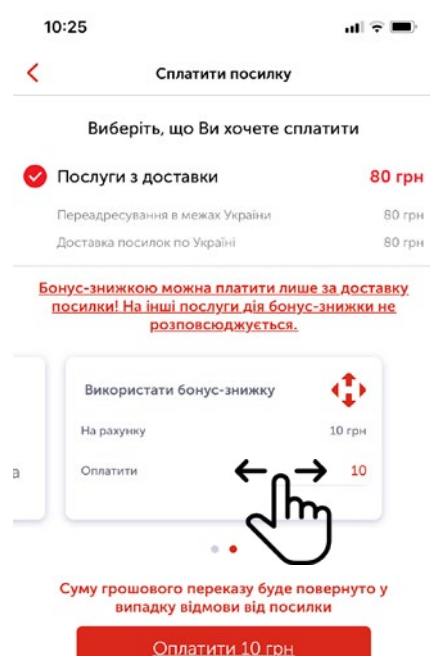 10:25
Сплатити посилку
Виберіть, що Ви хочете сплатити
Послуги з доставки 80 грн
Переадресування в межах України 80 грн
Доставка посилок по Україні 80 грн
Бонус-знижкою можна платити лише за доставку
посилки! На інші послуги дія бонус-знижки не
розповсюджується.
Використати бонус-знижку
На рахунку 10 грн
Оплатити 10
а
Суму грошового переказу буде повернуто у
випадку відмови від посилки
Оплатити 10 грн